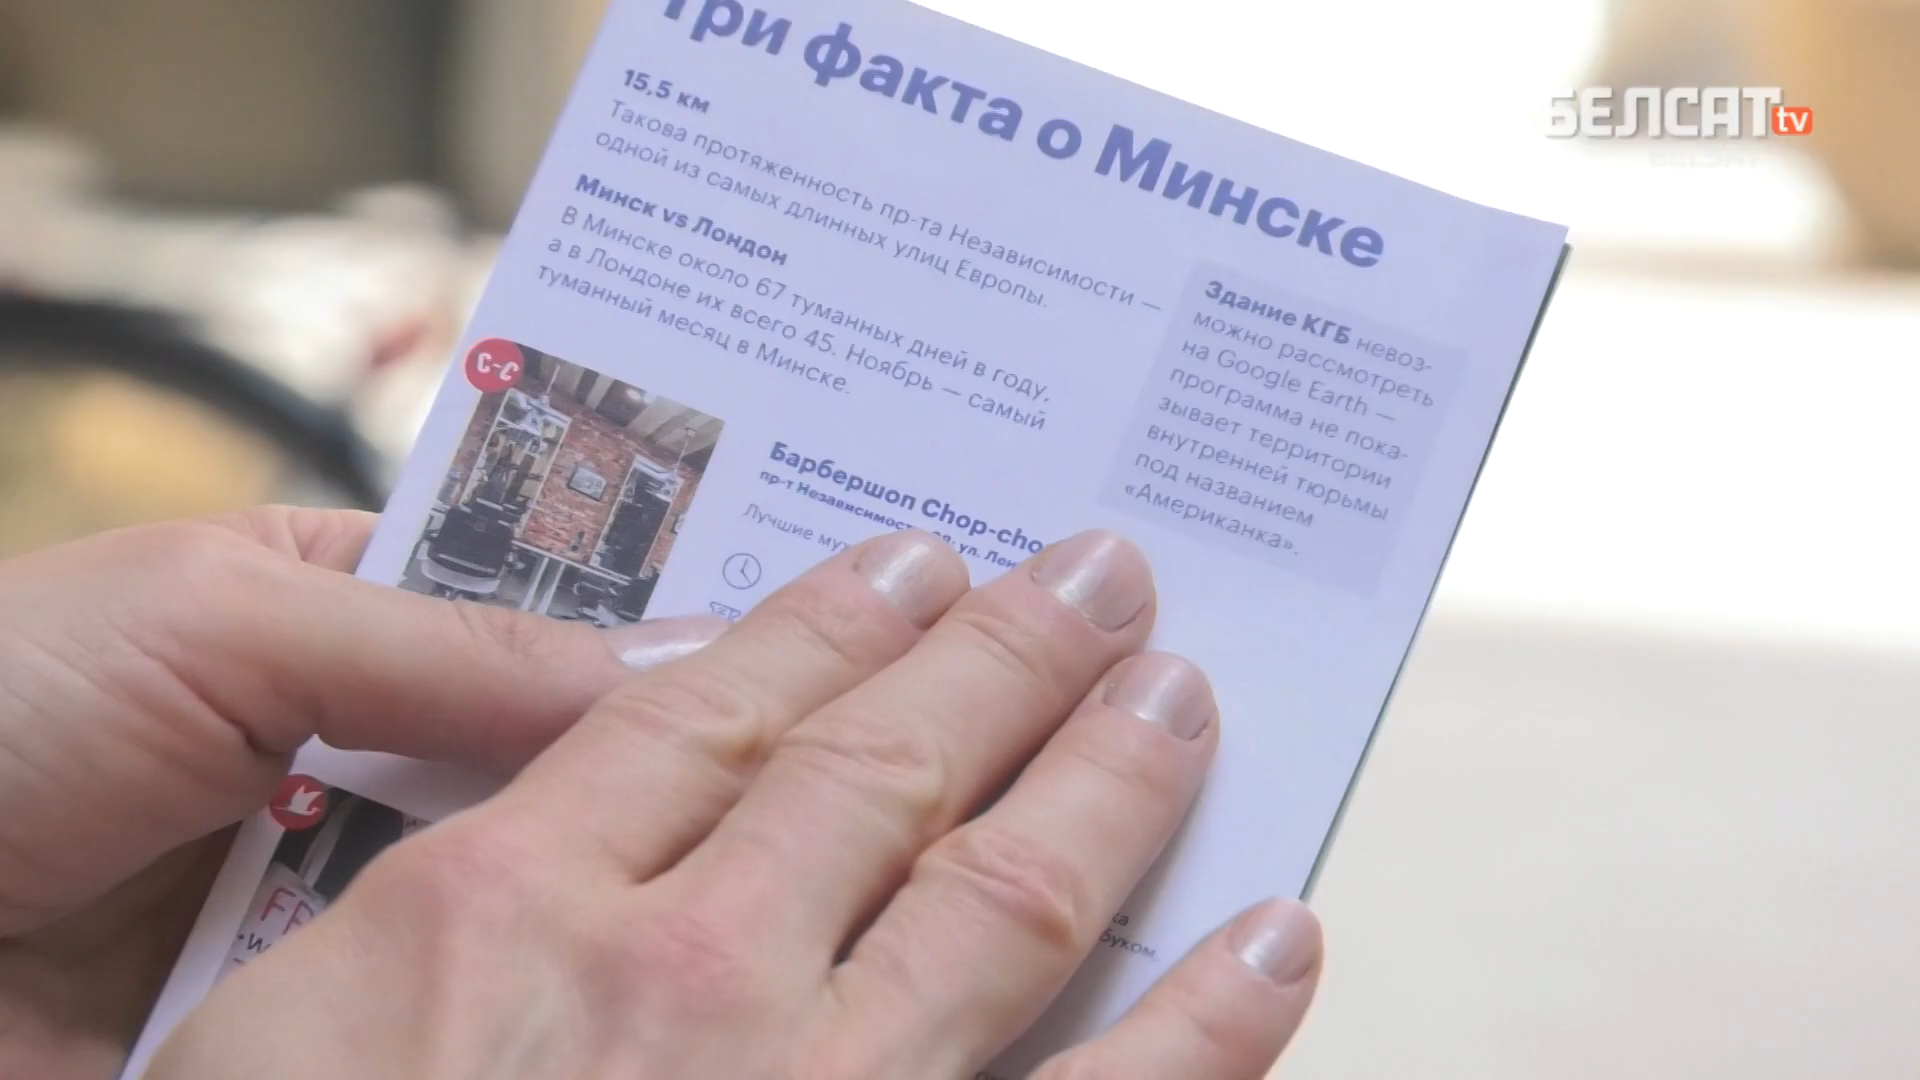 Три факта о Минске
15,5 км
Такова протяженность пр-та Независимости —
одной из самых длинных улиц Европы.
Минск vs Лондон
В Минске около 67 туманных дней в году,
а в Лондоне их всего 45. Ноябрь — самый
туманный месяц в Минске.
Здание КГБ невоз-
можно рассмотреть
на Google Earth —
программа не пока-
зывает территории
внутренней тюрьмы
под названием
«Американка».
C-C
Барбершоп Chop-cho
пр-т Независимост
ул. Лен
Лучшие му
буком.
БЕЛСАТ tv